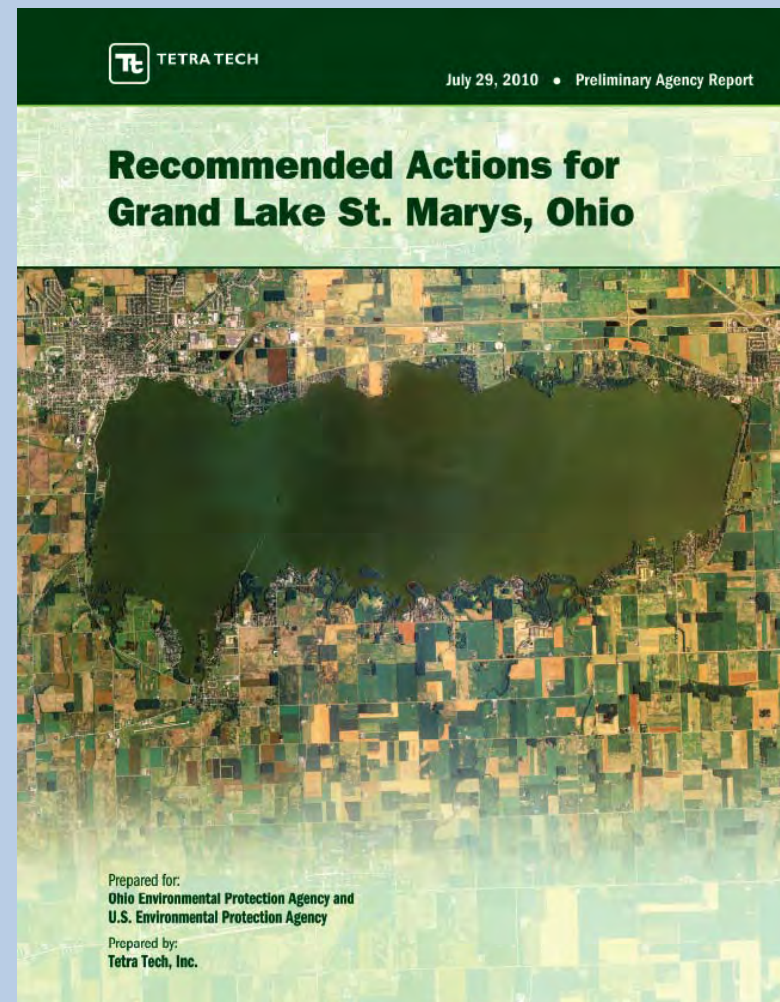 Tt TETRA TECH
July 29, 2010 • Preliminary Agency Report
Recommended Actions for
Grand Lake St. Marys, Ohio
Prepared for:
Ohio Environmental Protection Agency and
U.S. Environmental Protection Agency
Prepared by:
Tetra Tech, Inc.